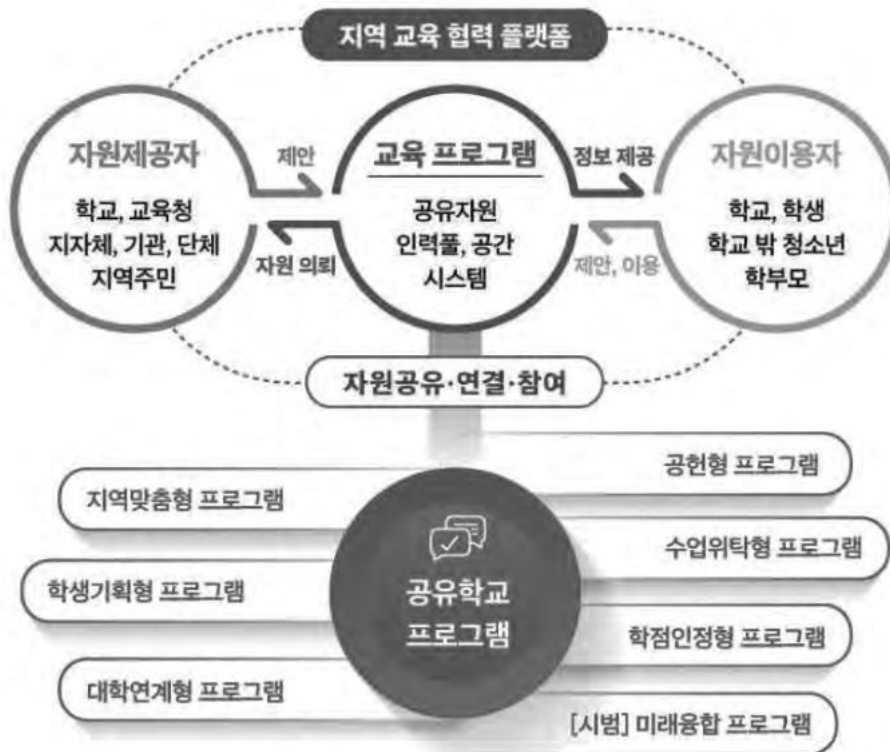 지역 교육 협력 플랫폼
자원제공자
학교, 교육청
지자체, 기관, 단체
지역주민
제안
자원 의뢰
교육 프로그램
공유자원
인력풀, 공간
시스템
정보 제공
제안, 이용
자원이용자
학교, 학생
학교 밖 청소년
학부모
자원공유·연결·참여
공유학교
프로그램
지역맞춤형 프로그램
학생기획형 프로그램
대학연계형 프로그램
공헌형 프로그램
수업위탁형 프로그램
학점인정형 프로그램
[시범] 미래융합 프로그램